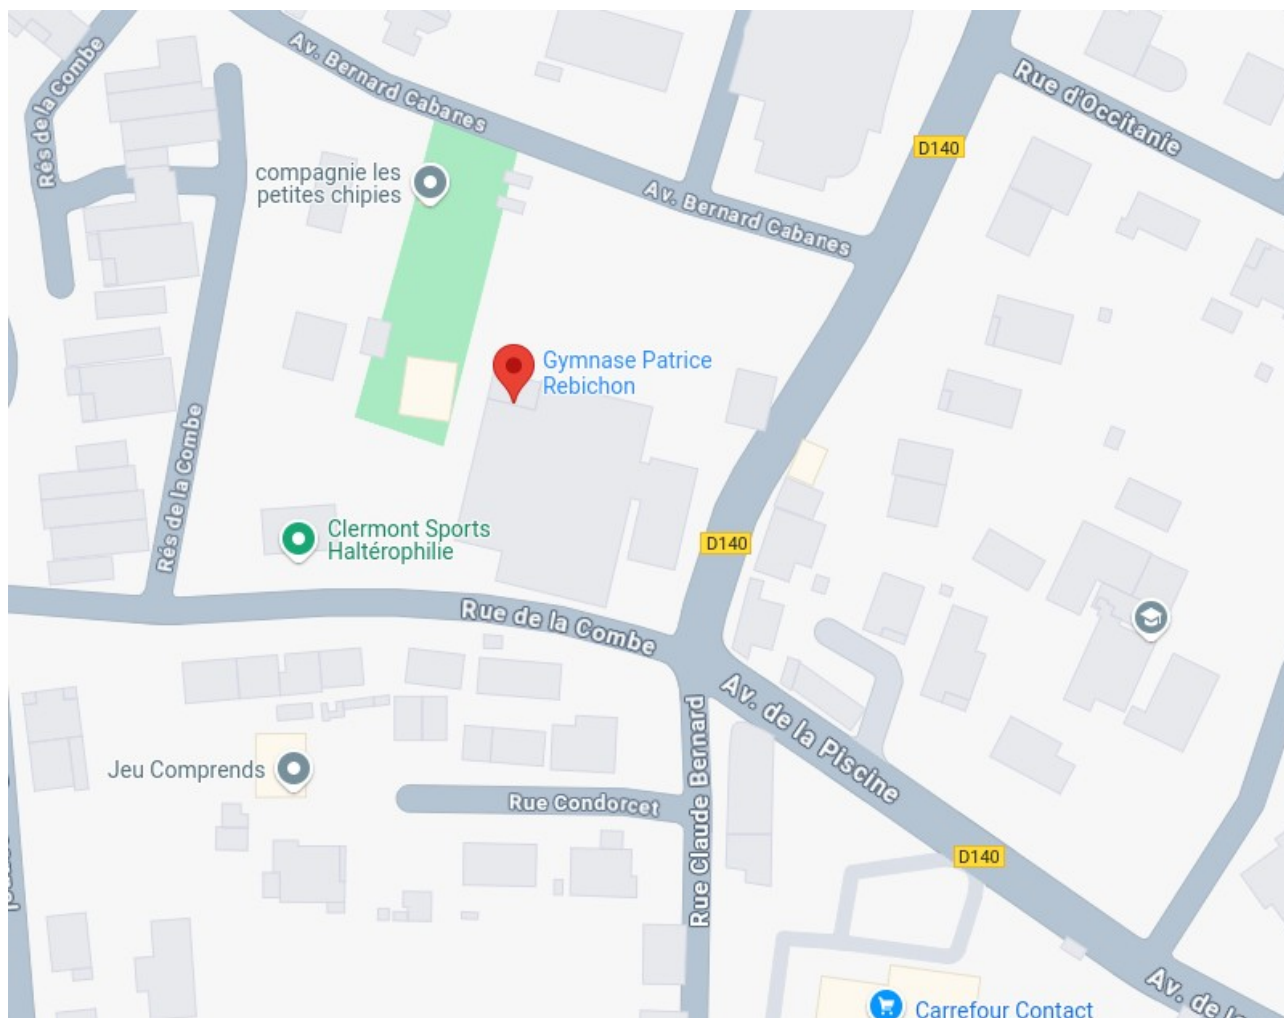 Av. Bernard Cabanes
Rés de la Combe
Rue d'Occitanie
D140
compagnie les
petites chipies
Av. Bernard Cabanes
Gymnase Patrice
Rebichon
Rés de la Combe
Clermont Sports
Haltérophilie
D140
Rue de la Combe
Av. de la Piscine
Rue Claude Bernard
Jeu Comprends
Rue Condorcet
D140
Av. de
Carrefour Contact